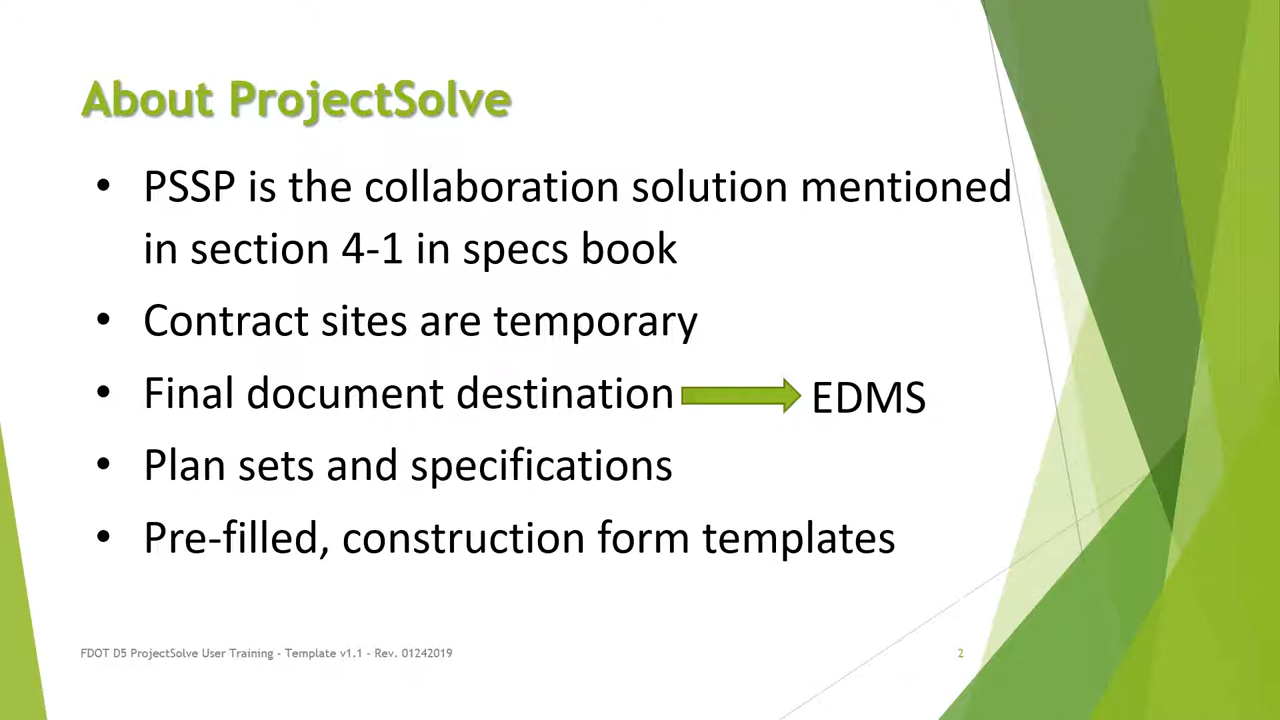 About ProjectSolve
• PSSP is the collaboration solution mentioned
in section 4-1 in specs book
• Contract sites are temporary
• Final document destination EDMS
• Plan sets and specifications
• Pre-filled, construction form templates
FDOT D5 ProjectSolve User Training - Template v1.1 - Rev. 01242019 2